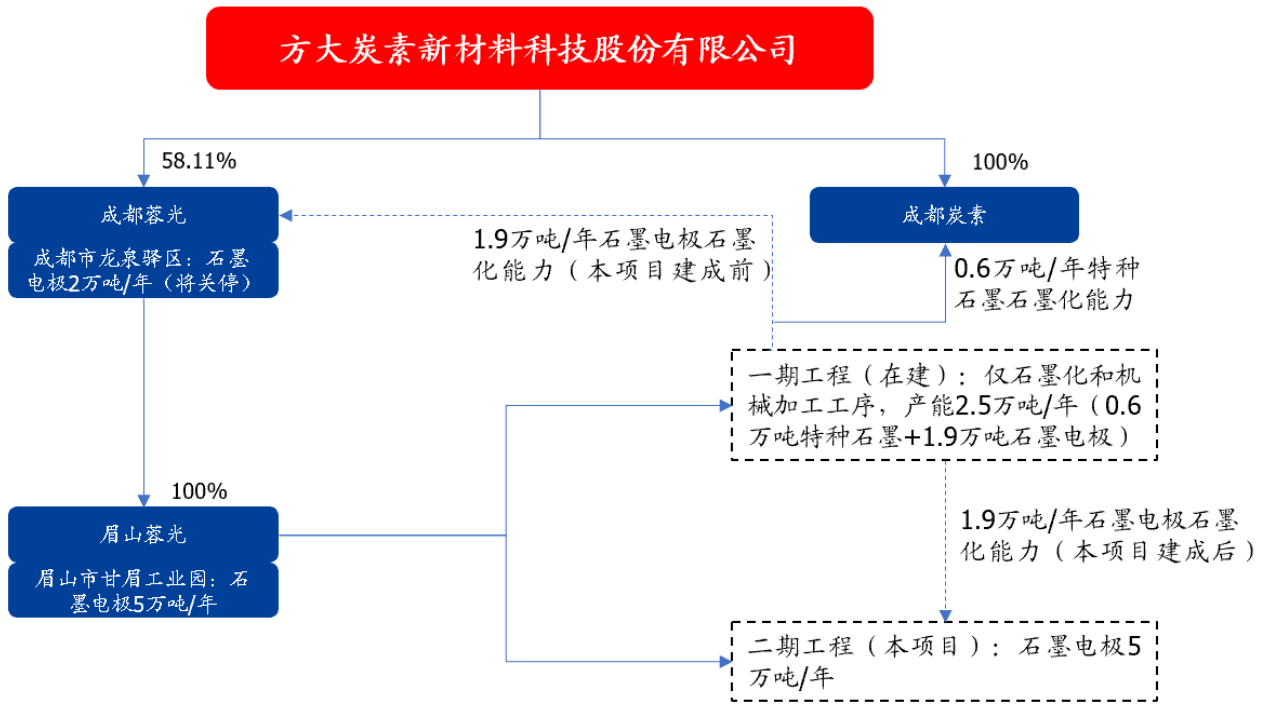 方大炭素新材料科技股份有限公司
58.11%
100%
成都蓉光
成都市龙泉驿区：石墨
电极2万吨/年（将关停）
成都炭素
1.9万吨/年石墨电极石墨
化能力（本项目建成前）
0.6万吨/年特种
石墨石墨化能力
一期工程（在建）：仅石墨化和机
械加工工序，产能2.5万吨/年（0.6
万吨特种石墨+1.9万吨石墨电极）
100%
眉山蓉光
眉山市甘眉工业园：石
墨电极5万吨/年
1.9万吨/年石墨电极石墨
化能力（本项目建成后）
二期工程（本项目）：石墨电极5
万吨/年